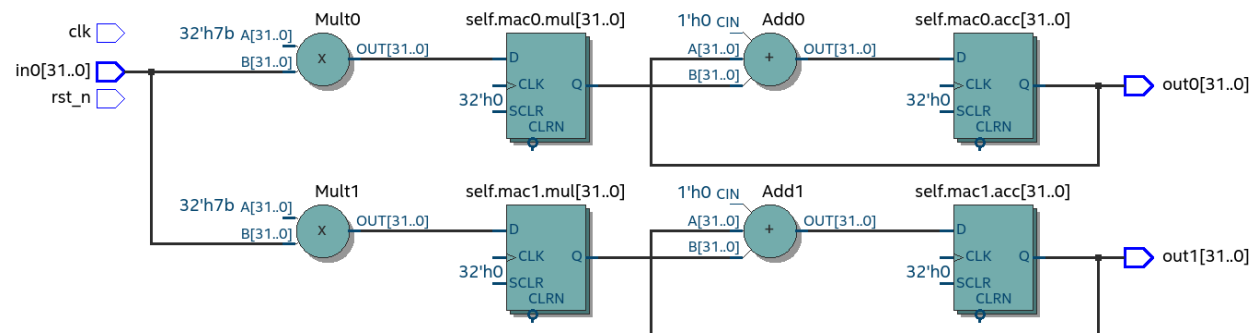 Mult0 self.mac0.mul[31..0] Add0 self.mac0.acc[31..0]
clk 32'h7b A[31..0] OUT[31..0] D 1'h0 CIN A[31..0] OUT[31..0] D
in0[31..0] B[31..0] x CLK Q B[31..0] + CLK Q out0[31..0]
rst_n 32'h0 SCLR 32'h0 SCLR
CLRN CLRN
Mult1 self.mac1.mul[31..0] Add1 self.mac1.acc[31..0]
32'h7b A[31..0] OUT[31..0] D 1'h0 CIN A[31..0] OUT[31..0] D
B[31..0] x CLK Q B[31..0] + CLK Q out1[31..0]
32'h0 SCLR 32'h0 SCLR
CLRN CLRN